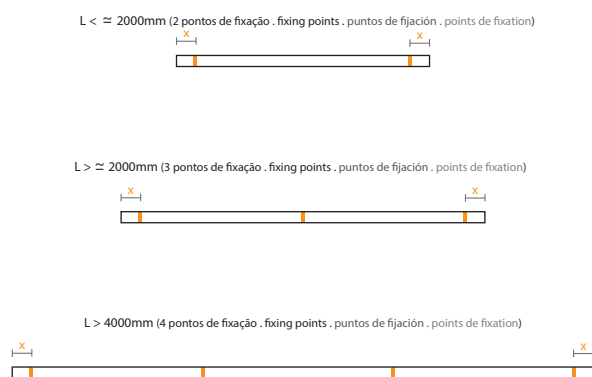 L < ≃ 2000mm (2 pontos de fixação . fixing points . puntos de fijación . points de fixation)
x x
L > ≃ 2000mm (3 pontos de fixação . fixing points . puntos de fijación . points de fixation)
x x
L > 4000mm (4 pontos de fixação . fixing points . puntos de fijación . points de fixation)
x x